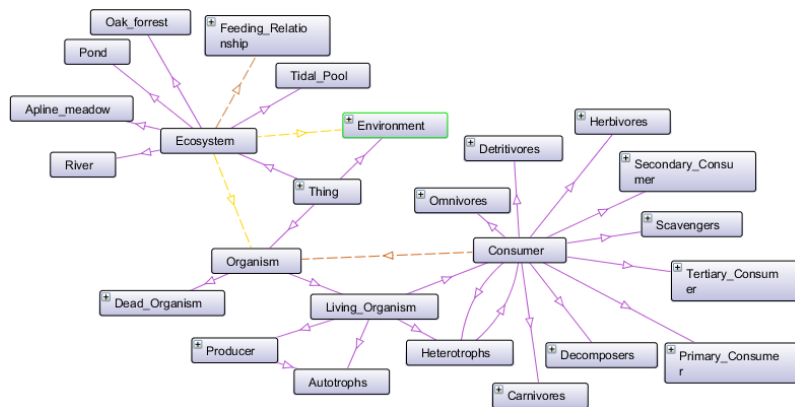 Oak_forrest
Feeding_Relatio
nship
Pond
Tidal_Pool
Apline_meadow
Environment
Herbivores
Ecosystem
Detritivores
River
Secondary_Consu
mer
Thing
Omnivores
Scavengers
Organism
Consumer
Tertiary_Consum
er
Dead_Organism
Living_Organism
Producer
Heterotrophs
Decomposers
Primary_Consume
r
Autotrophs
Carnivores